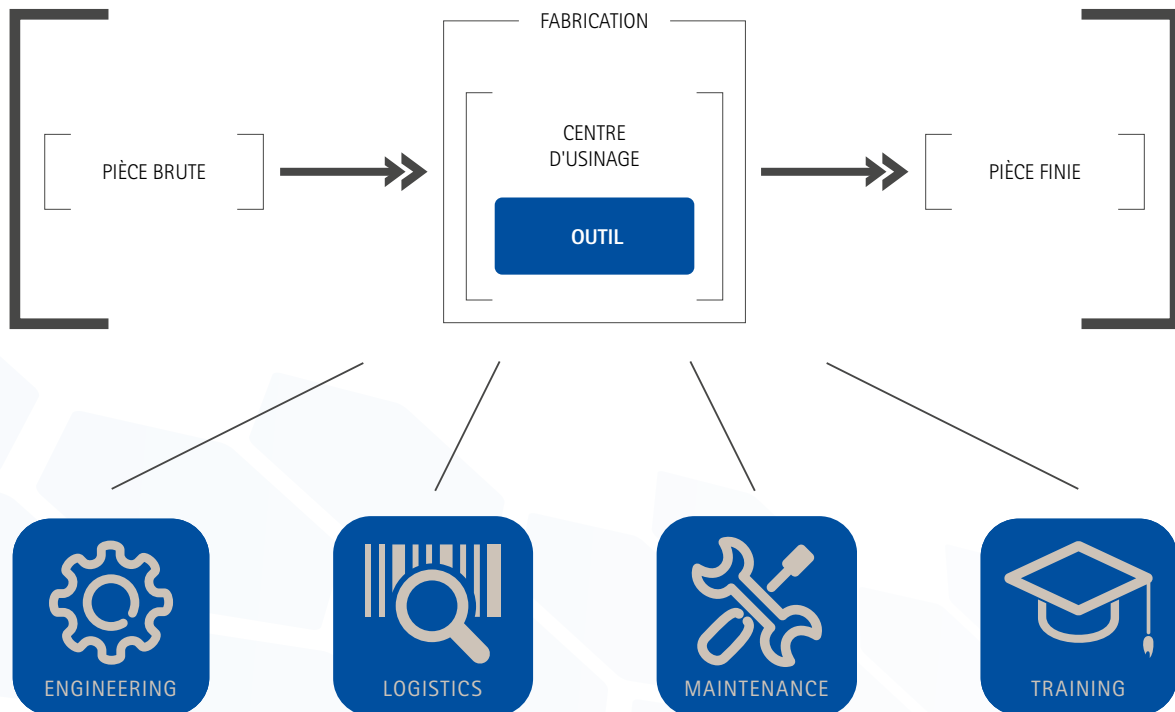 FABRICATION
PIÈCE BRUTE
CENTRE
D'USINAGE
OUTIL
PIÈCE FINIE
ENGINEERING
LOGISTICS
MAINTENANCE
TRAINING